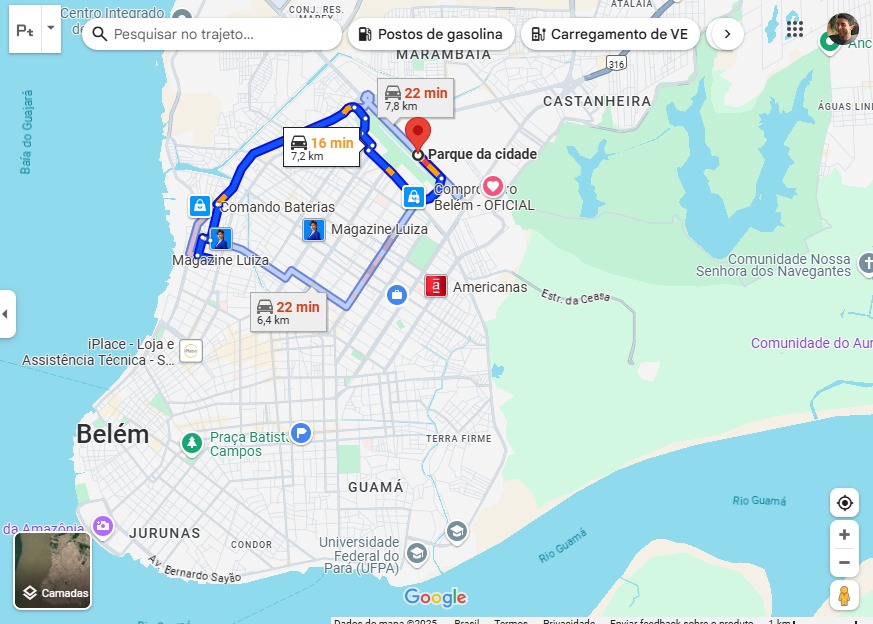 Centro Integrado
CONJ. RES.
ATALAIA
Pesquisar no trajeto...
Postos de gasolina
Carregamento de VE
MARAMBAIA
316
CASTANHEIRA
22 min
7,8 km
ÁGUAS LIN
Baía do Guajará
16 min
7,2 km
Parque da cidade
Compro
Belém - OFICIAL
Comando Baterias
Magazine Luiza
Magazine Luiza
Comunidade Nossa
Senhora dos Navegantes
Americanas
Estr. da Ceasa
22 min
6,4 km
iPlace - Loja e
Assistência Técnica - S...
Comunidade do Aur
Belém
Praça Batist
Campos
TERRA FIRME
GUAMÁ
Rio Guamá
da Amazônia
JURUNAS
CONDOR
Universidade
Federal do
Pará (UFPA)
Rio Guamá
Av. Bernardo Sayão
Camadas
Google
Dados do mapa ©2025 Brasil Termos Privacidade Enviar feedback sobre o produto 1 km